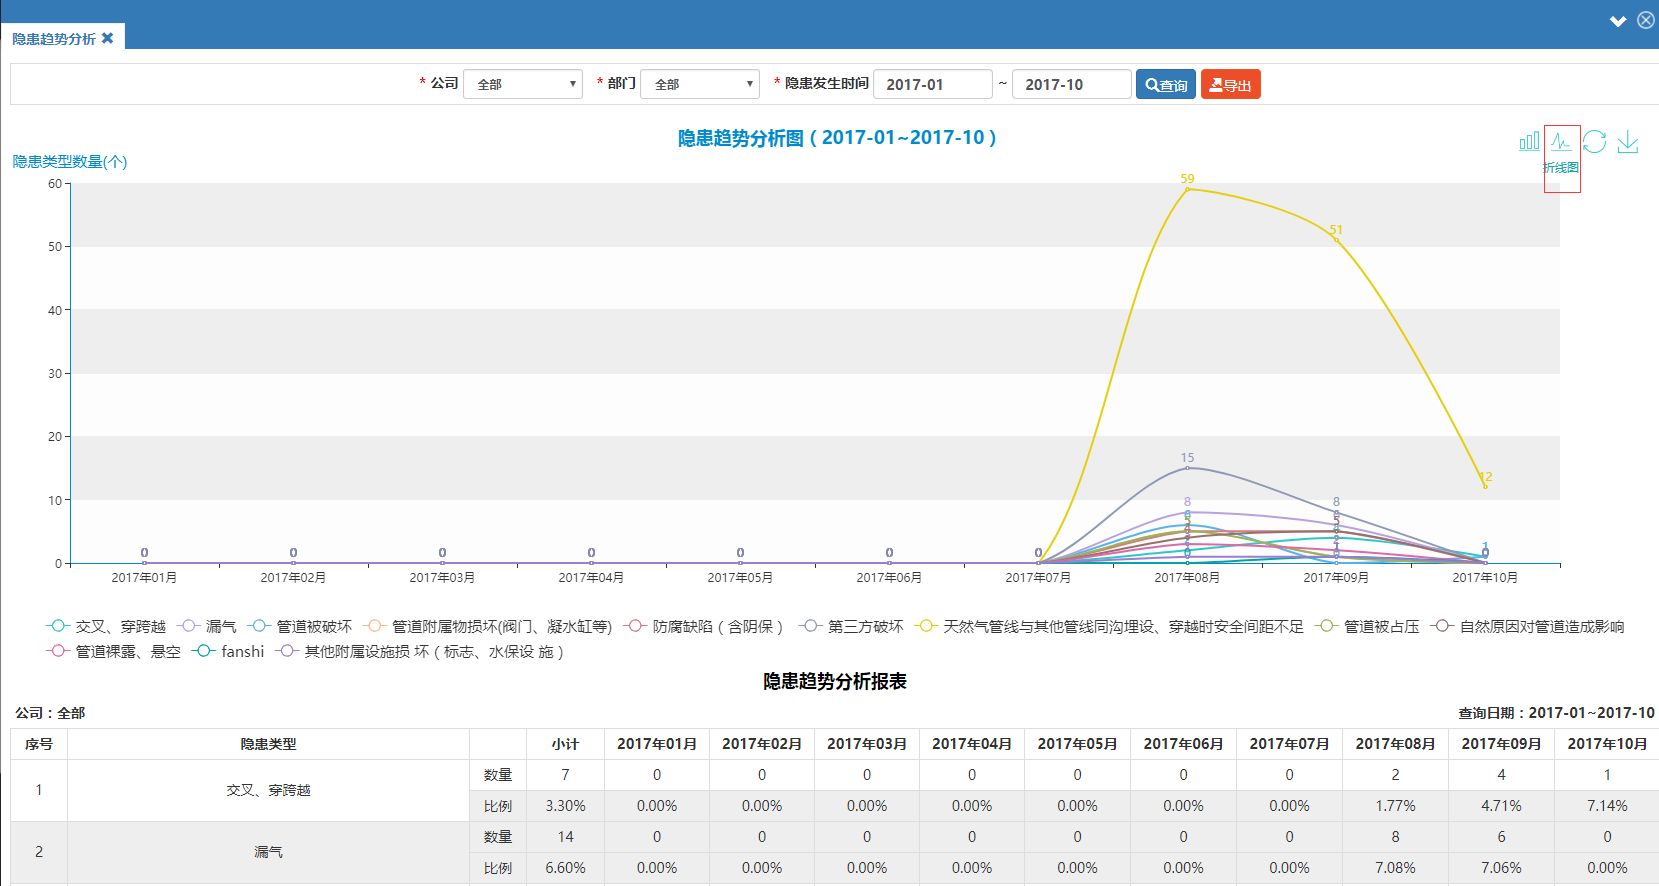 隐患趋势分析
* 公司 全部 * 部门 全部 * 隐患发生时间 2017-01 ~ 2017-10 查询 导出
隐患趋势分析图（2017-01~2017-10）
折线图
隐患类型数量(个)
60
50
40
30
20
10
0
59
51
12
15
8
8
5
1
0 0 0 0 0 0 0
2017年01月 2017年02月 2017年03月 2017年04月 2017年05月 2017年06月 2017年07月 2017年08月 2017年09月 2017年10月
交叉、穿跨越 漏气 管道被破坏 管道附属物损坏(阀门、凝水缸等) 防腐缺陷（含阴保） 第三方破坏 天然气管线与其他管线同沟埋设、穿越时安全间距不足 管道被占压 自然原因对管道造成影响
管道裸露、悬空 fanshi 其他附属设施损 坏（标志、水保设 施）
隐患趋势分析报表
公司：全部 查询日期：2017-01~2017-10
序号 隐患类型 小计 2017年01月 2017年02月 2017年03月 2017年04月 2017年05月 2017年06月 2017年07月 2017年08月 2017年09月 2017年10月
1 交叉、穿跨越 数量 7 0 0 0 0 0 0 0 2 4 1
比例 3.30% 0.00% 0.00% 0.00% 0.00% 0.00% 0.00% 0.00% 1.77% 4.71% 7.14%
2 漏气 数量 14 0 0 0 0 0 0 0 8 6 0
比例 6.60% 0.00% 0.00% 0.00% 0.00% 0.00% 0.00% 0.00% 7.08% 7.06% 0.00%